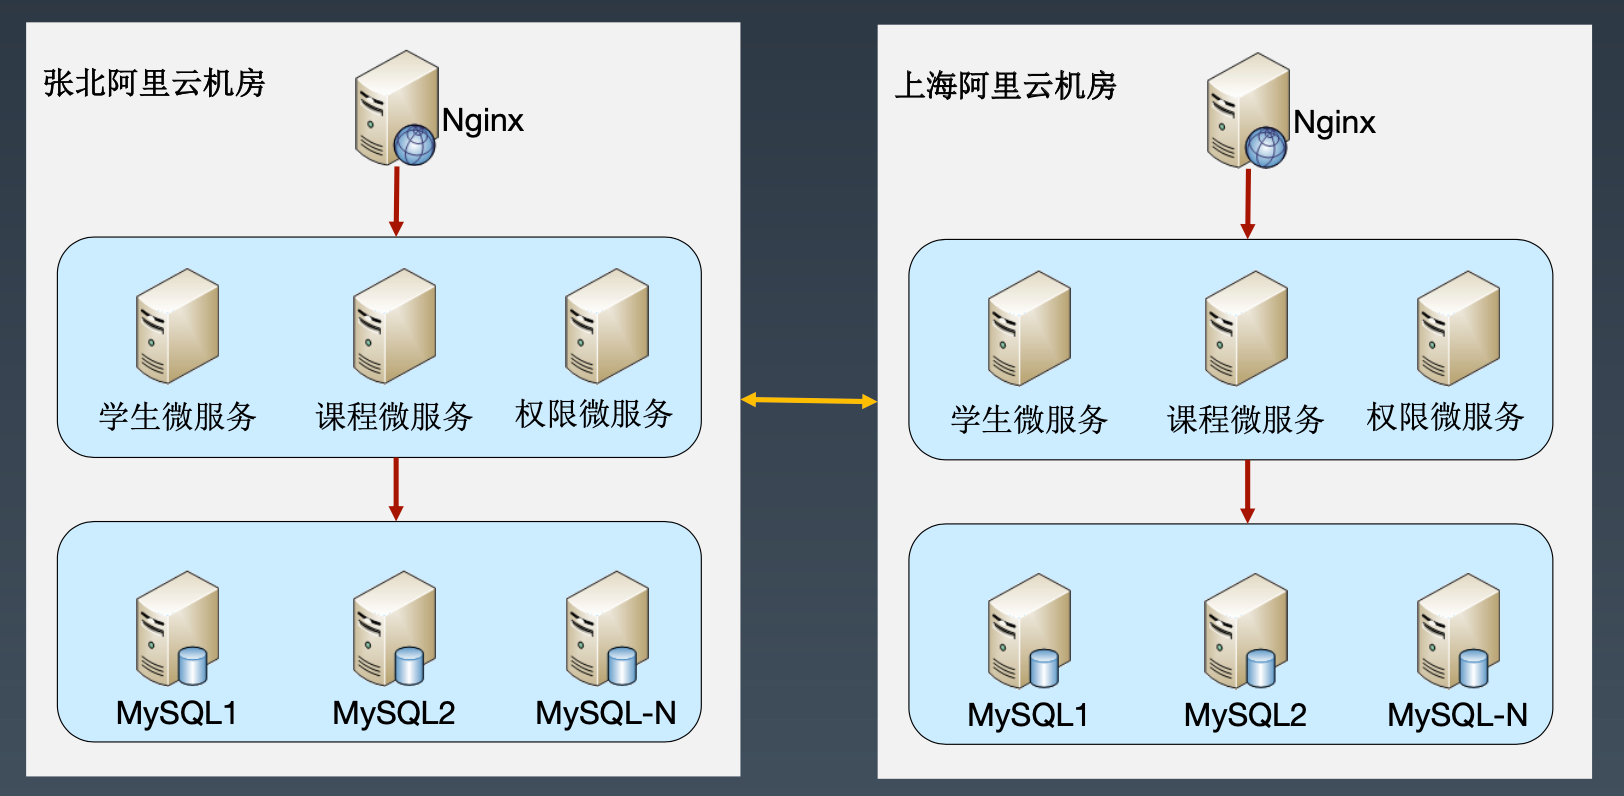 张北阿里云机房
Nginx
学生微服务
课程微服务
权限微服务
MySQL1
MySQL2
MySQL-N
上海阿里云机房
Nginx
学生微服务
课程微服务
权限微服务
MySQL1
MySQL2
MySQL-N